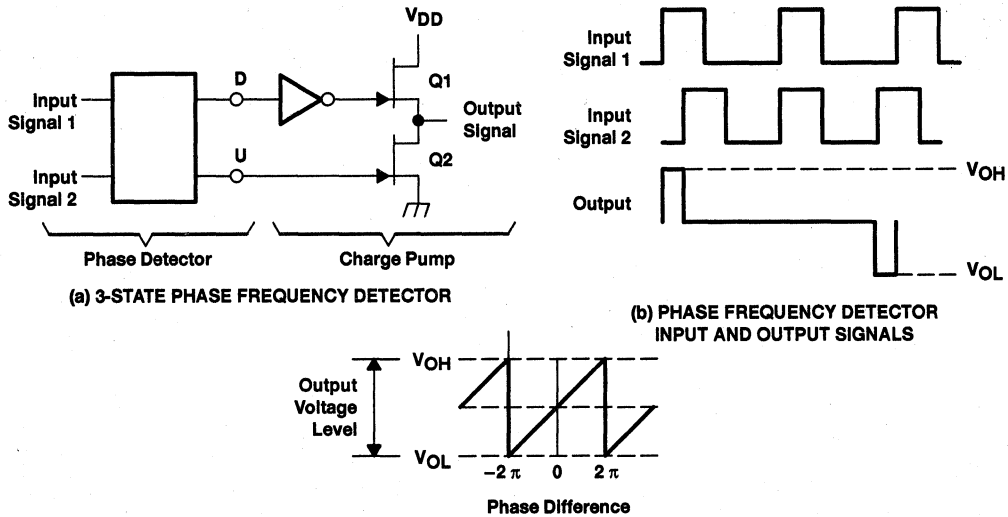 VDD
D
Q1
Input
Signal 1
Output
Signal
Q2
U
Input
Signal 2
Phase Detector
Charge Pump
(a) 3-STATE PHASE FREQUENCY DETECTOR
Input
Signal 1
Input
Signal 2
VOH
Output
VOL
(b) PHASE FREQUENCY DETECTOR
INPUT AND OUTPUT SIGNALS
VOH
Output
Voltage
Level
VOL
−2 π 0 2 π
Phase Difference